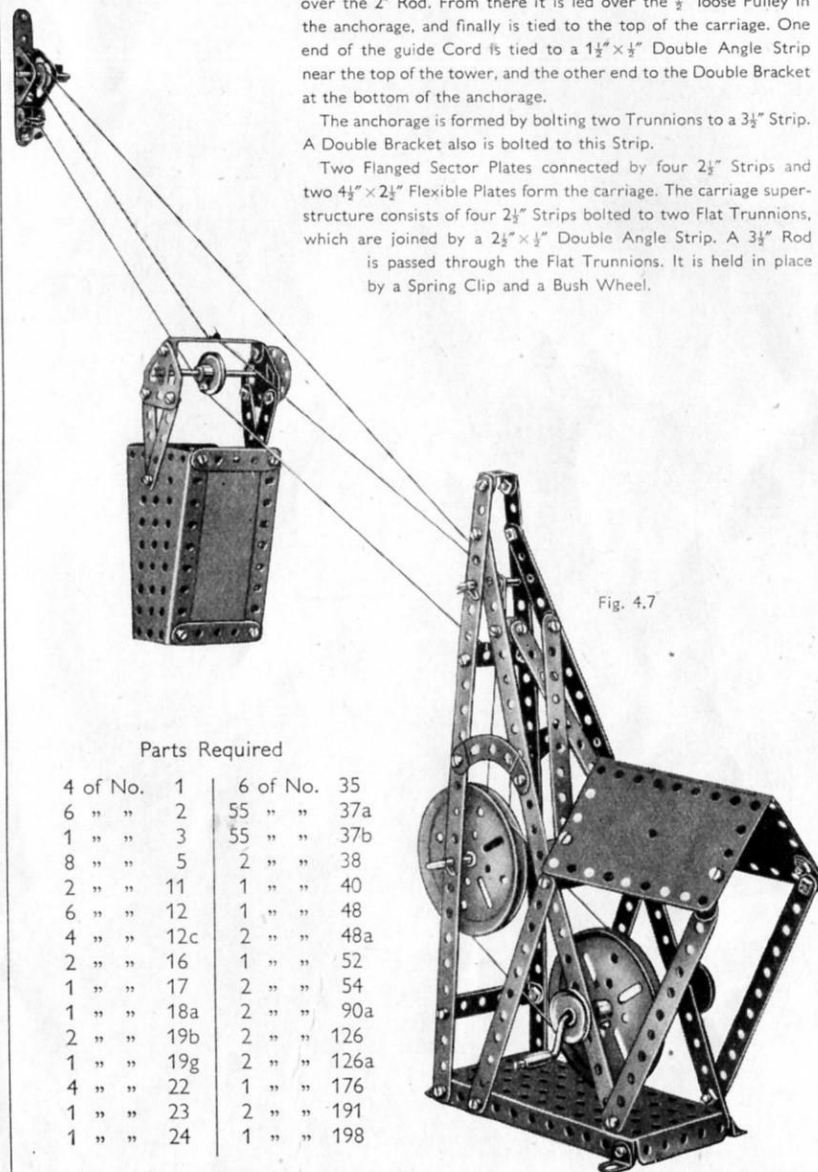 over the 2″ Rod. From there it is led over the ½″ loose Pulley in
the anchorage, and finally is tied to the top of the carriage. One
end of the guide Cord is tied to a 1½″ × ½″ Double Angle Strip
near the top of the tower, and the other end to the Double Bracket
at the bottom of the anchorage.
The anchorage is formed by bolting two Trunnions to a 3½″ Strip.
A Double Bracket also is bolted to this Strip.
Two Flanged Sector Plates connected by four 2½″ Strips and
two 4½″ × 2½″ Flexible Plates form the carriage. The carriage super-
structure consists of four 2½″ Strips bolted to two Flat Trunnions,
which are joined by a 2½″ × ½″ Double Angle Strip. A 3½″ Rod
is passed through the Flat Trunnions. It is held in place
by a Spring Clip and a Bush Wheel.
Fig. 4.7
Parts Required
4 of No. 1 6 of No. 35
6 „ „ 2 55 „ „ 37a
1 „ „ 3 55 „ „ 37b
8 „ „ 5 2 „ „ 38
2 „ „ 11 1 „ „ 40
6 „ „ 12 1 „ „ 48
4 „ „ 12c 2 „ „ 48a
2 „ „ 16 1 „ „ 52
1 „ „ 17 2 „ „ 54
1 „ „ 18a 2 „ „ 90a
2 „ „ 19b 2 „ „ 126
1 „ „ 19g 2 „ „ 126a
4 „ „ 22 1 „ „ 176
1 „ „ 23 2 „ „ 191
1 „ „ 24 1 „ „ 198